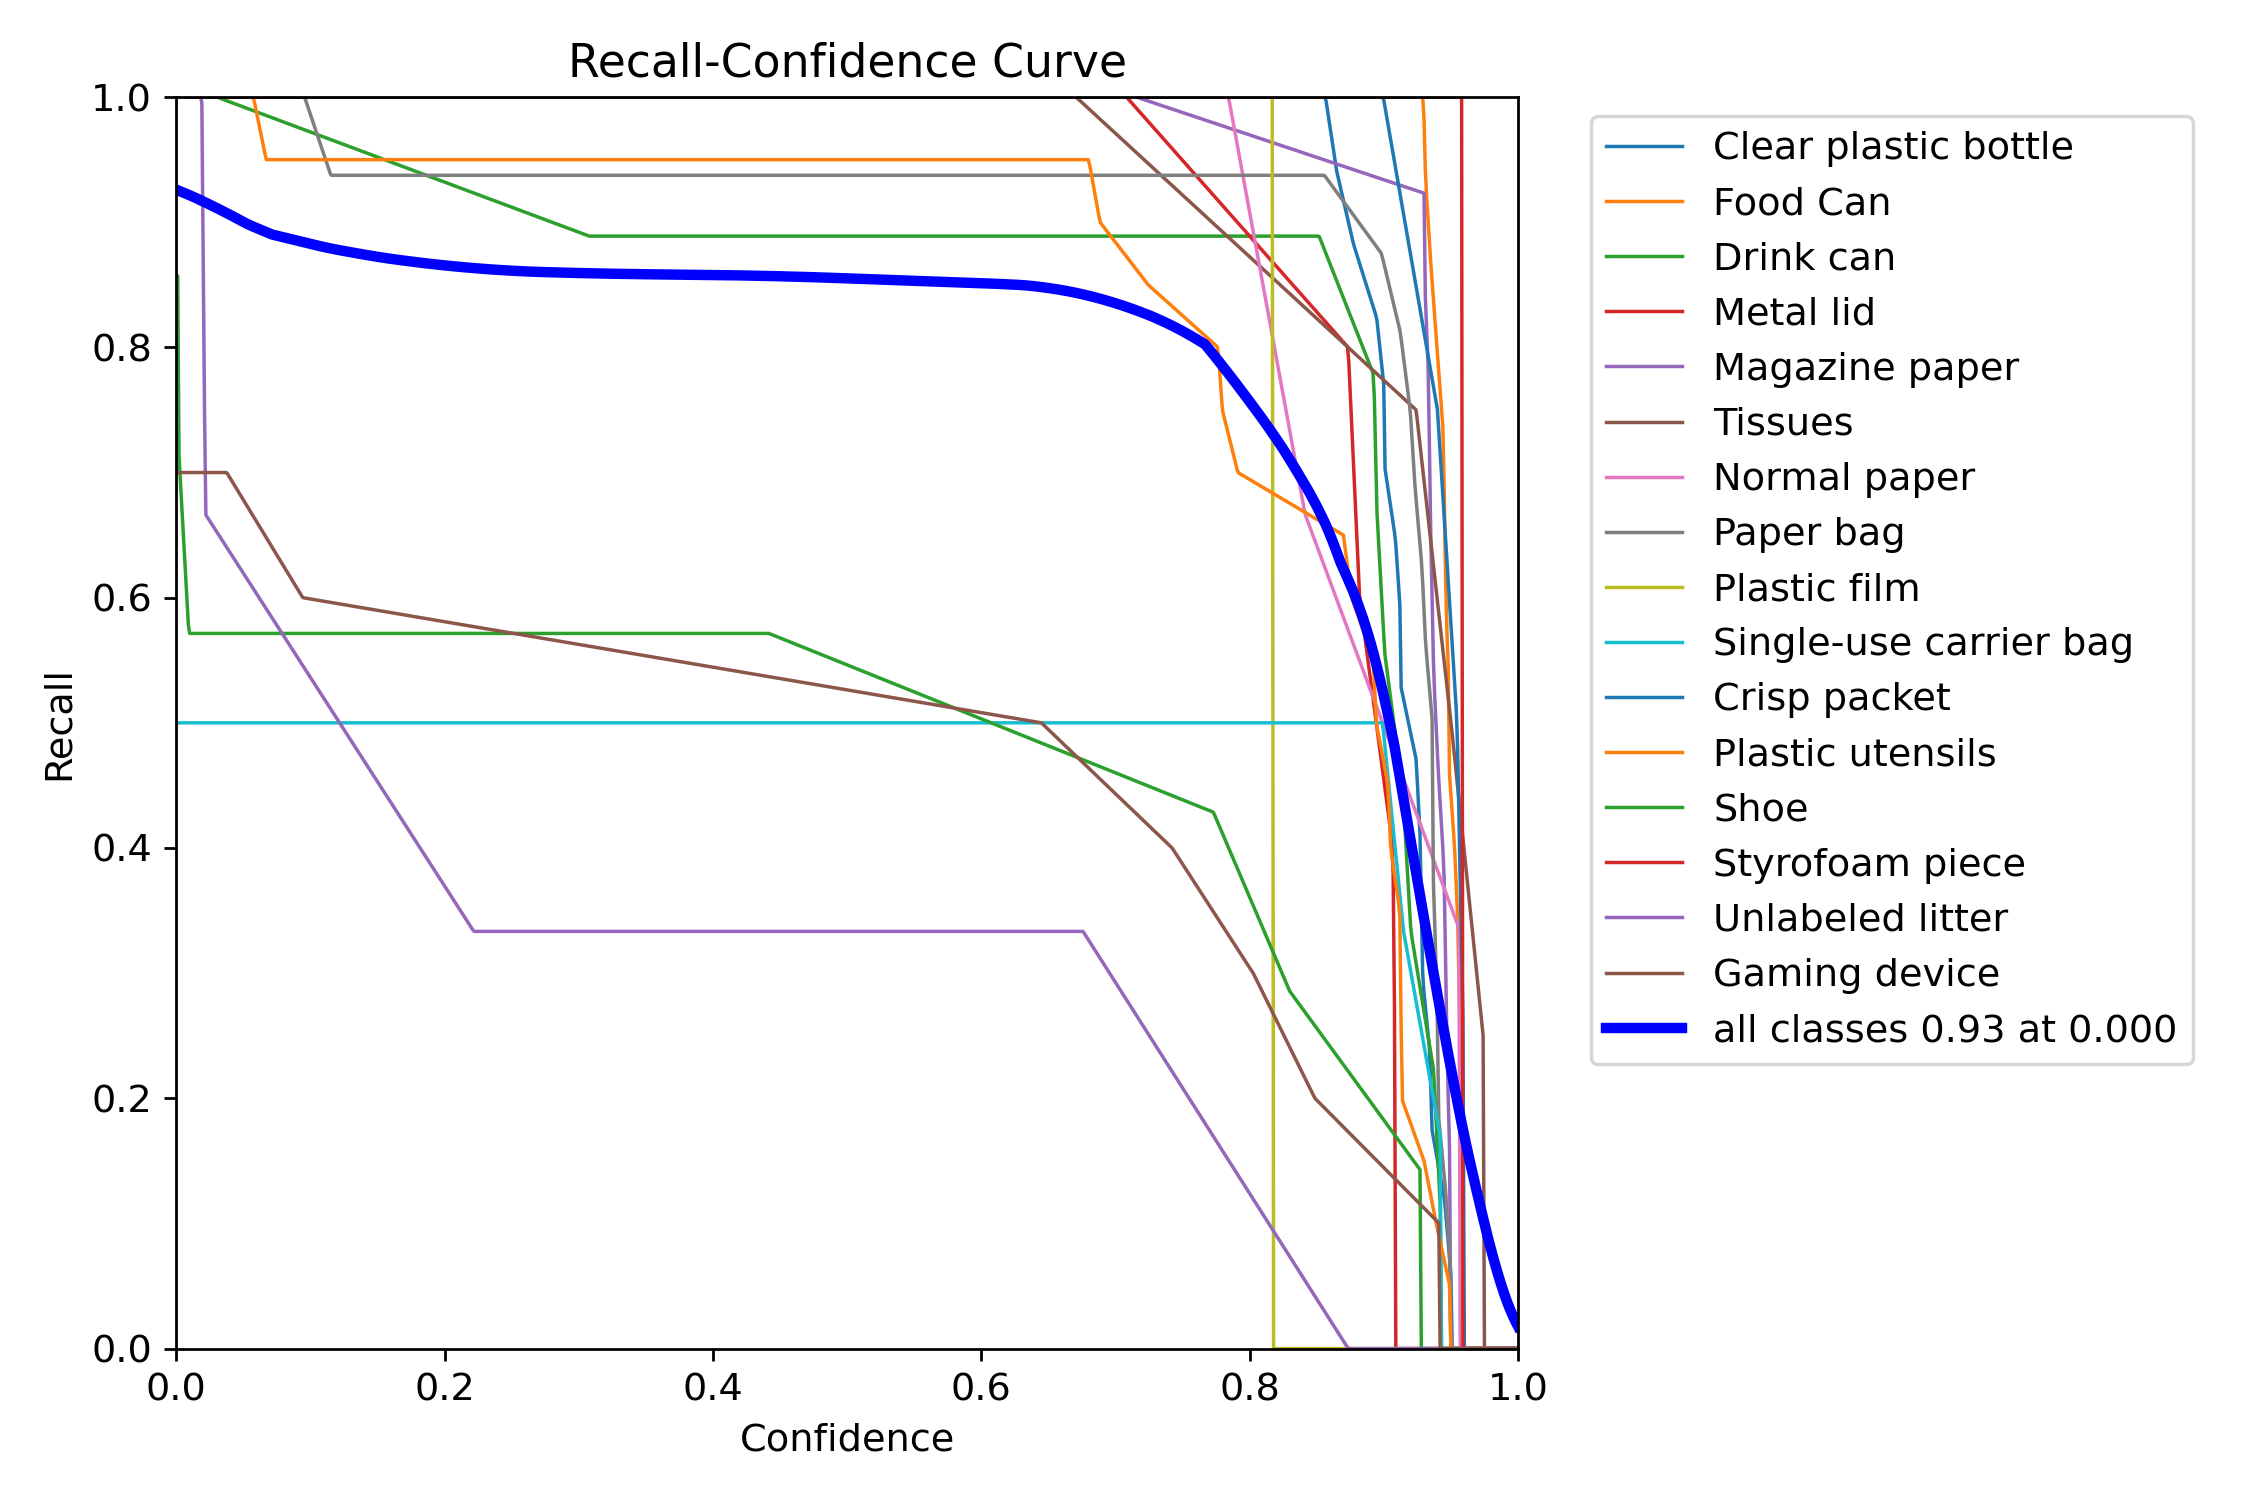 Recall-Confidence Curve
1.0
0.8
0.6
0.4
0.2
0.0
Recall
0.0 0.2 0.4 0.6 0.8 1.0
Confidence
Clear plastic bottle
Food Can
Drink can
Metal lid
Magazine paper
Tissues
Normal paper
Paper bag
Plastic film
Single-use carrier bag
Crisp packet
Plastic utensils
Shoe
Styrofoam piece
Unlabeled litter
Gaming device
all classes 0.93 at 0.000